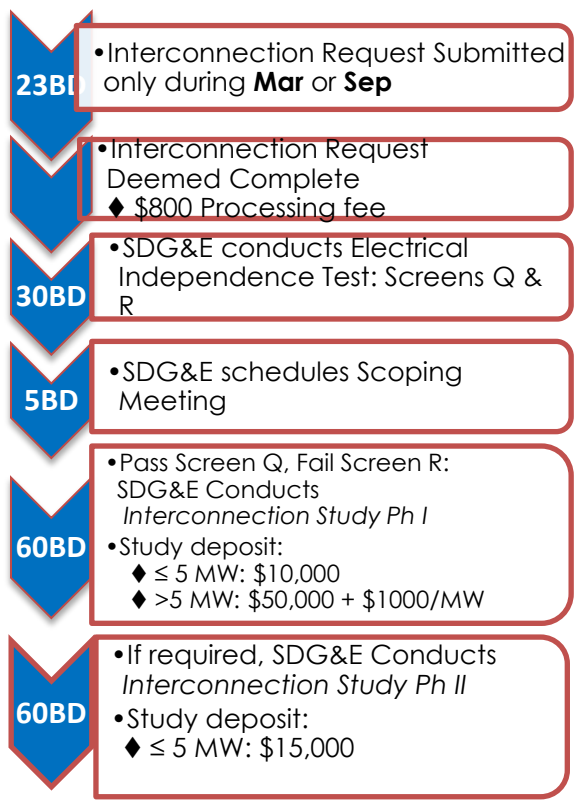 23BD
•Interconnection Request Submitted
only during Mar or Sep
•Interconnection Request
Deemed Complete
♦ $800 Processing fee
30BD
•SDG&E conducts Electrical
Independence Test: Screens Q &
R
5BD
•SDG&E schedules Scoping
Meeting
60BD
•Pass Screen Q, Fail Screen R:
SDG&E Conducts
Interconnection Study Ph I
•Study deposit:
♦ ≤ 5 MW: $10,000
♦ >5 MW: $50,000 + $1000/MW
60BD
•If required, SDG&E Conducts
Interconnection Study Ph II
•Study deposit:
♦ ≤ 5 MW: $15,000